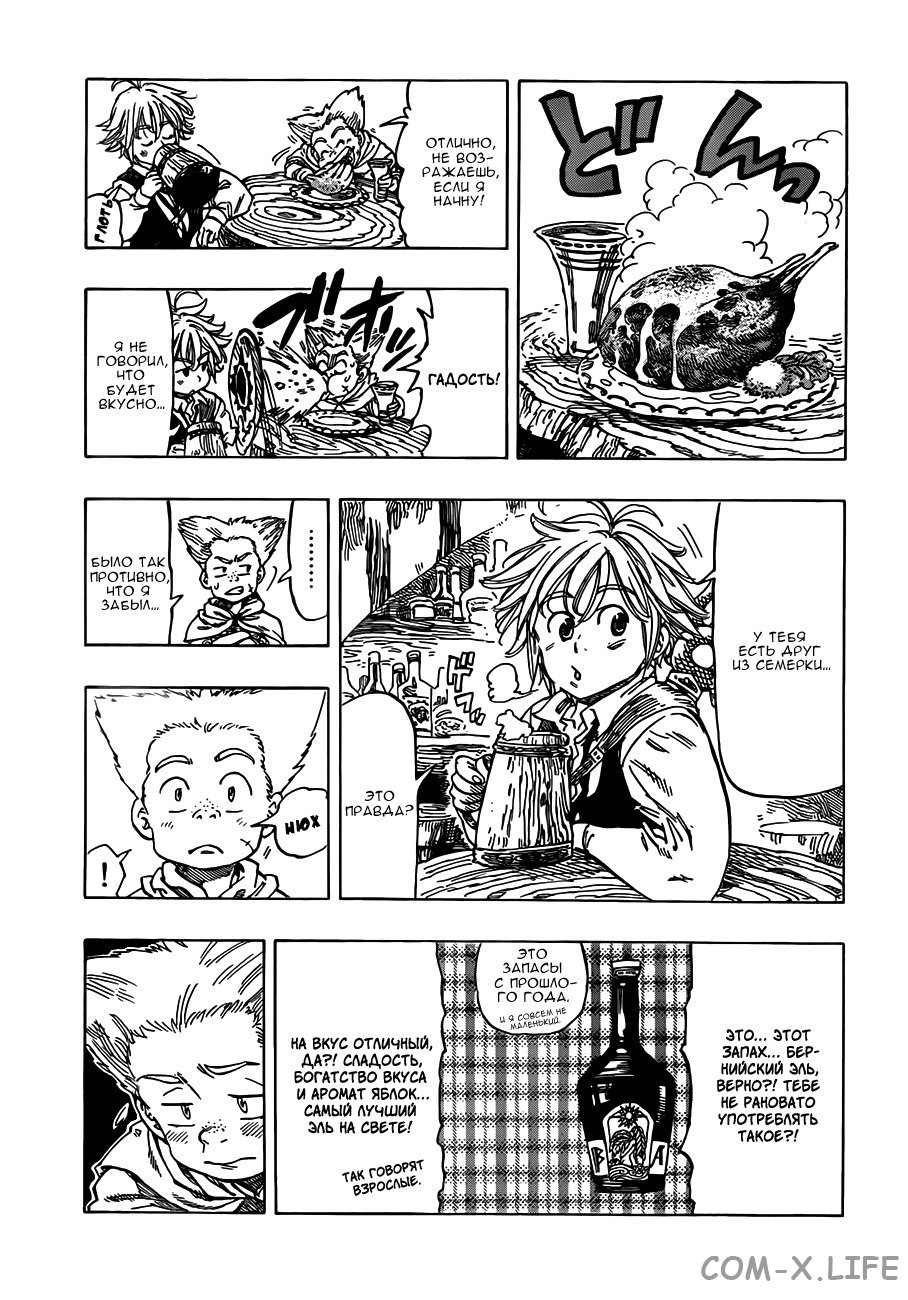 どんっ
ОТЛИЧНО,
НЕ ВОЗ-
РАЖАЕШЬ,
ЕСЛИ Я
НАЧНУ!
ГЛОТЬ
ГАДОСТЬ!
Я НЕ
ГОВОРИЛ,
ЧТО
БУДЕТ
ВКУСНО...
У ТЕБЯ
ЕСТЬ ДРУГ
ИЗ СЕМЕРКИ...
ЭТО
ПРАВДА?
.........
БЫЛО ТАК
ПРОТИВНО,
ЧТО Я
ЗАБЫЛ...
НЮХ
!
ЭТО... ЭТОТ
ЗАПАХ... БЕР-
НИЙСКИЙ ЭЛЬ,
ВЕРНО?! ТЕБЕ
НЕ РАНОВАТО
УПОТРЕБЛЯТЬ
ТАКОЕ?!
ЭТО
ЗАПАСЫ
С ПРОШЛО-
ГО ГОДА.
И Я СОВСЕМ НЕ
МАЛЕНЬКИЙ.
НА ВКУС ОТЛИЧНЫЙ,
ДА?! СЛАДОСТЬ,
БОГАТСТВО ВКУСА
И АРОМАТ ЯБЛОК...
САМЫЙ ЛУЧШИЙ
ЭЛЬ НА СВЕТЕ!
ТАК ГОВОРЯТ
ВЗРОСЛЫЕ.
COM-X.LIFE